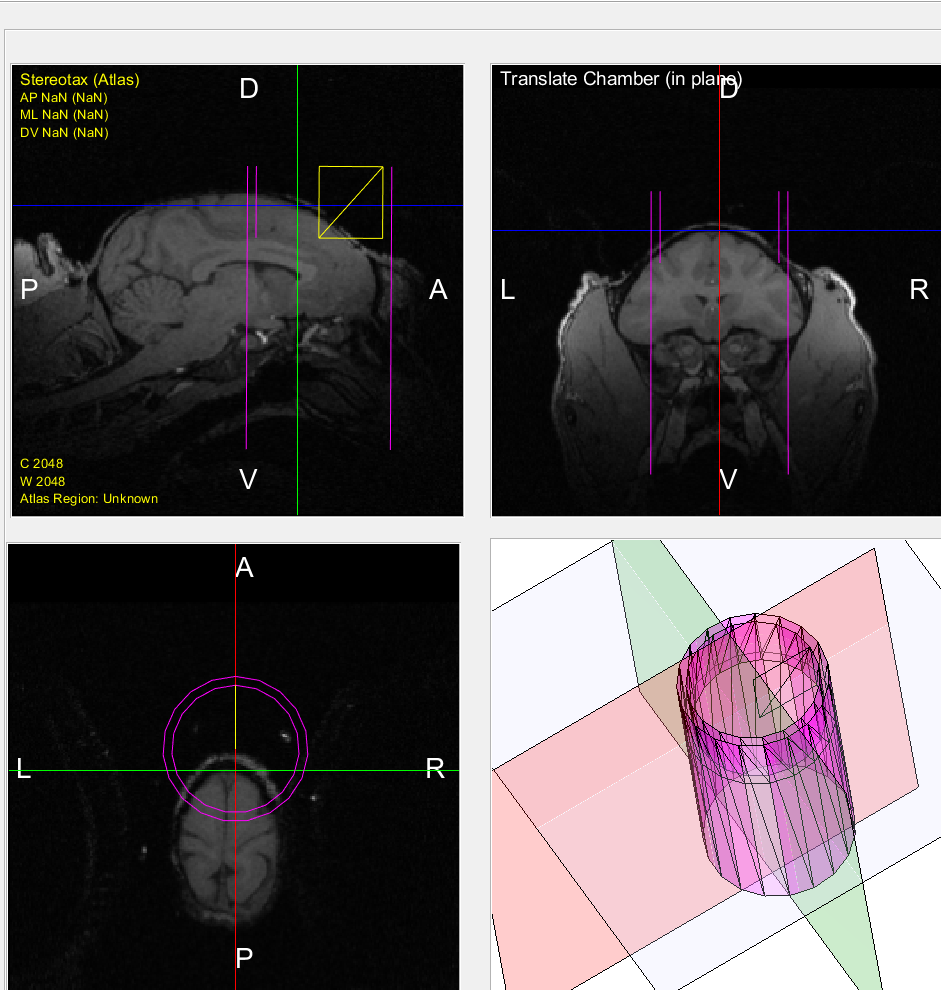 Stereotax (Atlas)
AP NaN (NaN)
ML NaN (NaN)
DV NaN (NaN)
D
P
A
V
C 2048
W 2048
Atlas Region: Unknown
Translate Chamber (in plane)
D
L
R
V
A
L
R
P